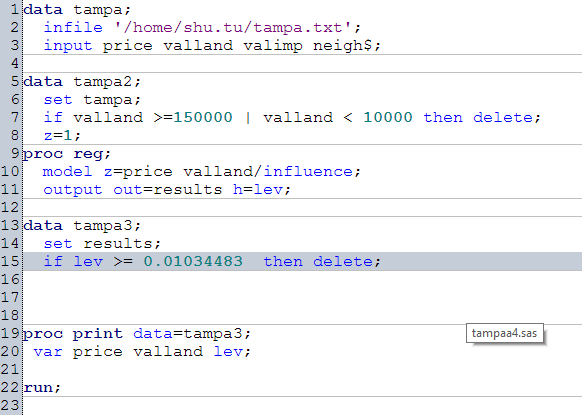 1 data tampa;
2 infile '/home/shu.tu/tampa.txt';
3 input price valland valimp neigh$;
4
5 data tampa2;
6 set tampa;
7 if valland >=150000 | valland < 10000 then delete;
8 z=1;
9 proc reg;
10 model z=price valland/influence;
11 output out=results h=lev;
12
13 data tampa3;
14 set results;
15 if lev >= 0.01034483 then delete;
16
17
18
19 proc print data=tampa3;
tampaa4.sas
20 var price valland lev;
21
22 run;
23